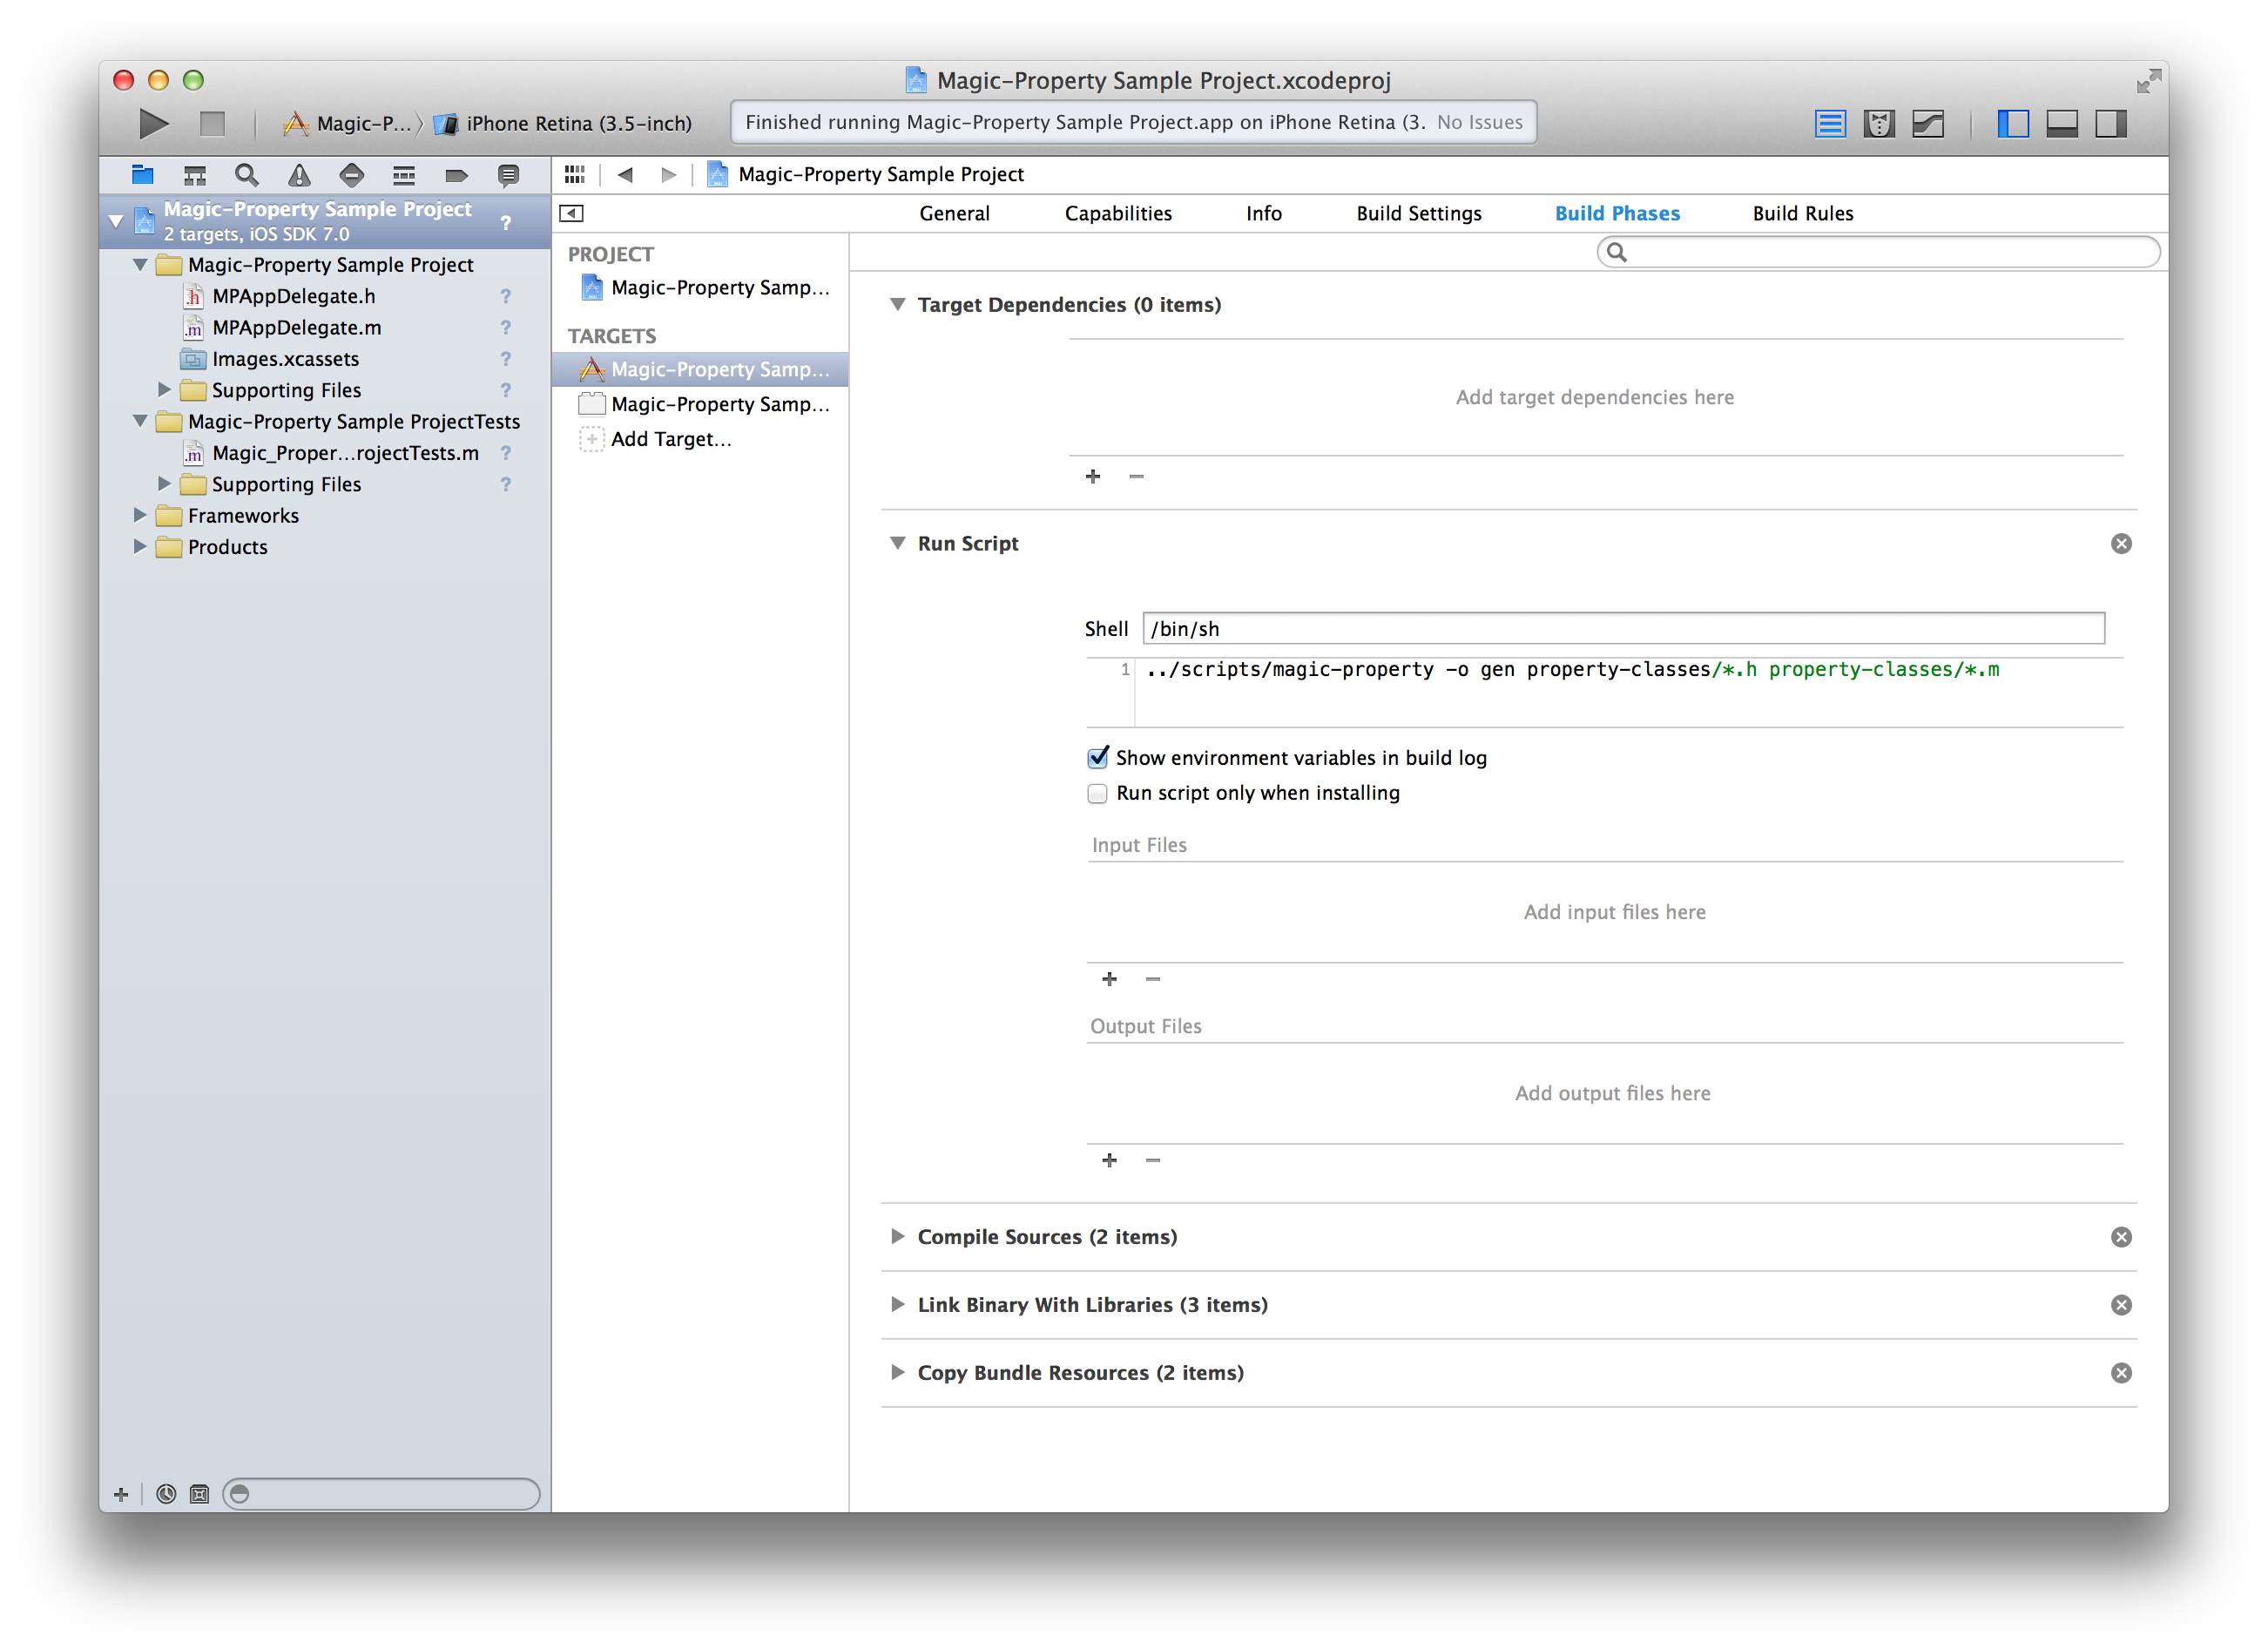 Magic-Property Sample Project.xcodeproj
Magic-P... iPhone Retina (3.5-inch)
Finished running Magic-Property Sample Project.app on iPhone Retina (3. No Issues
Magic-Property Sample Project
Magic-Property Sample Project ?
2 targets, iOS SDK 7.0
Magic-Property Sample Project
MPAppDelegate.h ?
MPAppDelegate.m ?
Images.xcassets ?
Supporting Files ?
Magic-Property Sample ProjectTests
Magic_Proper...rojectTests.m ?
Supporting Files ?
Frameworks
Products
General Capabilities Info Build Settings Build Phases Build Rules
PROJECT
Magic-Property Samp...
TARGETS
Magic-Property Samp...
Magic-Property Samp...
Add Target...
Target Dependencies (0 items)
Add target dependencies here
Run Script
Shell /bin/sh
1 ../scripts/magic-property -o gen property-classes/*.h property-classes/*.m
Show environment variables in build log
Run script only when installing
Input Files
Add input files here
Output Files
Add output files here
Compile Sources (2 items)
Link Binary With Libraries (3 items)
Copy Bundle Resources (2 items)